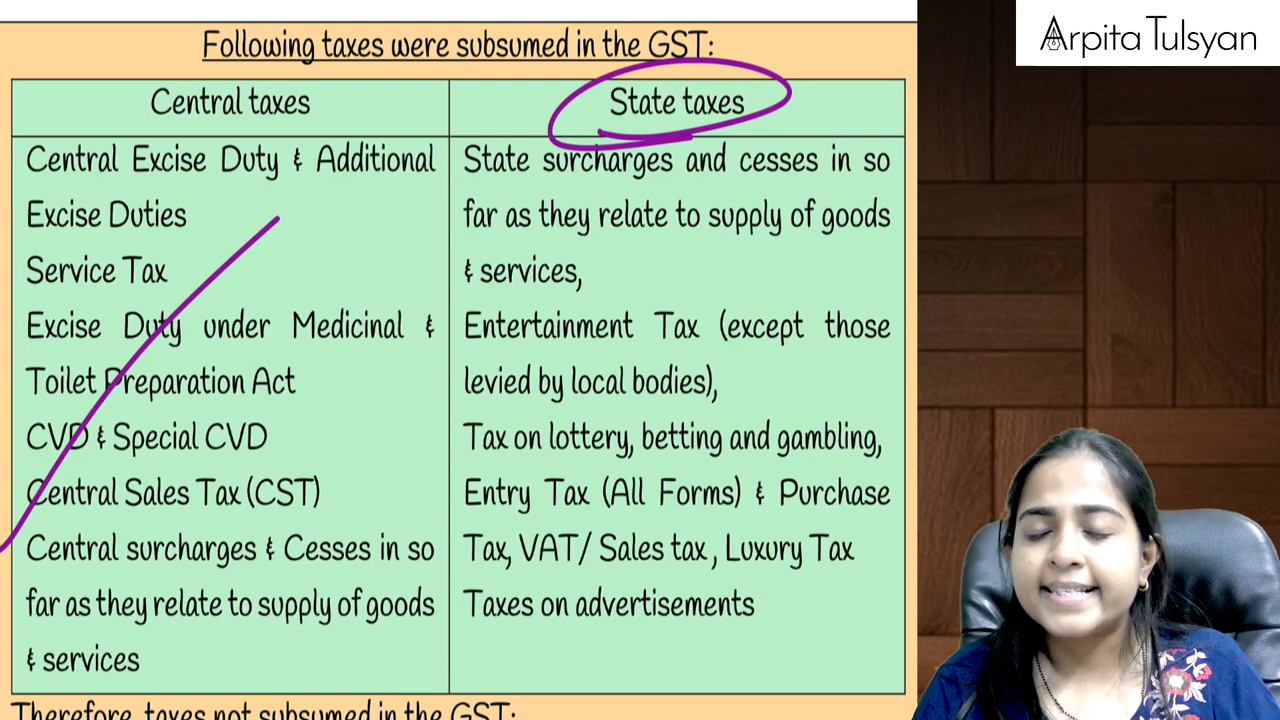 Arpita Tulsyan
Following taxes were subsumed in the GST:
Central taxes
Central Excise Duty & Additional
Excise Duties
Service Tax
Excise Duty under Medicinal &
Toilet Preparation Act
CVD & Special CVD
Central Sales Tax (CST)
Central surcharges & Cesses in so
far as they relate to supply of goods
& services
State taxes
State surcharges and cesses in so
far as they relate to supply of goods
& services,
Entertainment Tax (except those
levied by local bodies),
Tax on lottery, betting and gambling,
Entry Tax (All Forms) & Purchase
Tax, VAT/ Sales tax , Luxury Tax
Taxes on advertisements
Therefore, taxes not subsumed in the GST: